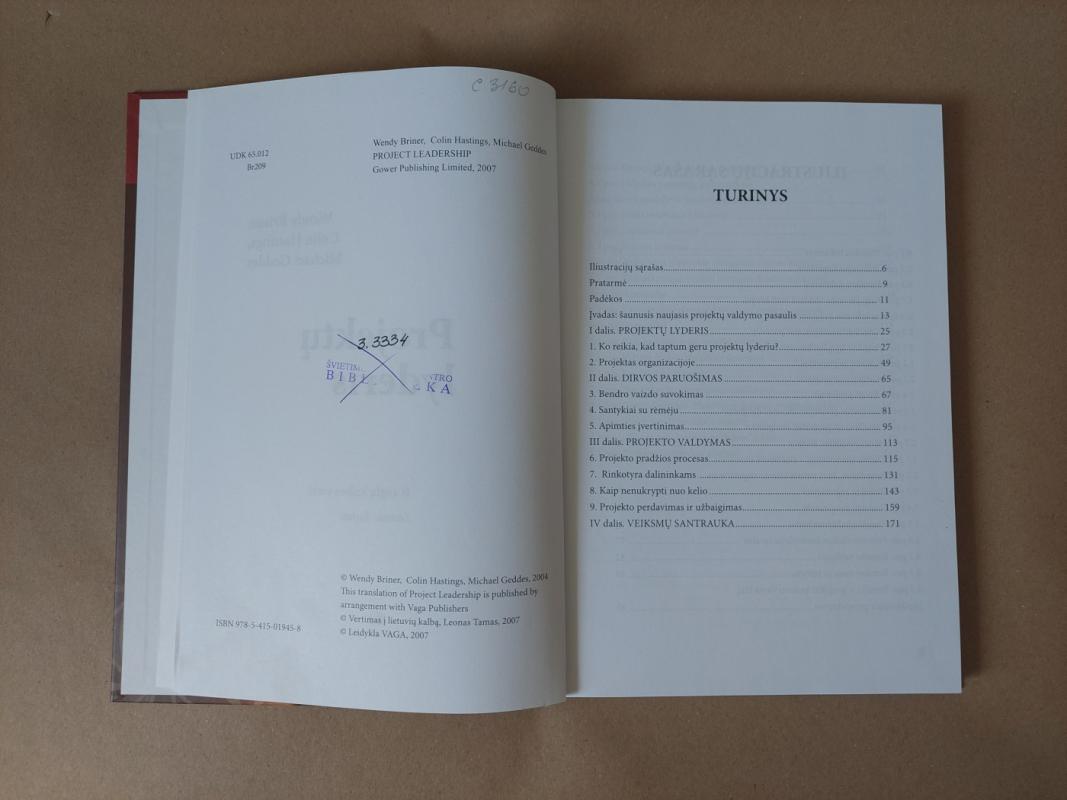 C 3160
UDK 65.012
Br209
Wendy Briner, Colin Hastings, Michael Geddes
PROJECT LEADERSHIP
Gower Publishing Limited, 2007
3.3334
BIBL
KA
© Wendy Briner, Colin Hastings, Michael Geddes, 2004
This translation of Project Leadership is published by
arrangement with Vaga Publishers
© Vertimas į lietuvių kalbą, Leonas Tamas, 2007
© Leidykla VAGA, 2007
ISBN 978-5-415-01945-8
TURINYS
Iliustracijų sąrašas 6
Pratarmė 9
Padėkos 11
Įvadas: šaunusis naujasis projektų valdymo pasaulis 13
I dalis. PROJEKTŲ LYDERIS 25
1. Ko reikia, kad taptum geru projektų lyderiu? 27
2. Projektas organizacijoje 49
II dalis. DIRVOS PARUOŠIMAS 65
3. Bendro vaizdo suvokimas 67
4. Santykiai su rėmėju 81
5. Apimties įvertinimas 95
III dalis. PROJEKTO VALDYMAS 113
6. Projekto pradžios procesas 115
7. Rinkotyra dalininkams 131
8. Kaip nenukrypti nuo kelio 143
9. Projekto perdavimas ir užbaigimas 159
IV dalis. VEIKSMŲ SANTRAUKA 171